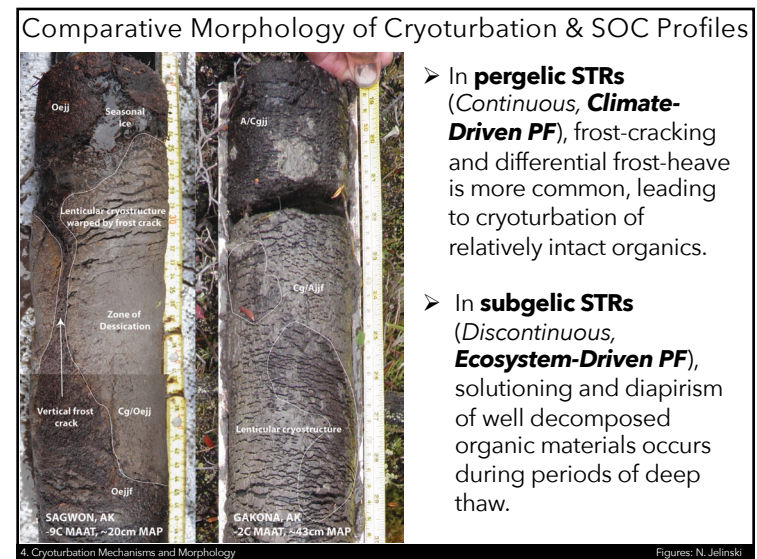 Comparative Morphology of Cryoturbation & SOC Profiles
Oejj
Seasonal
Ice
Lenticular cryostructure
warped by frost crack
Zone of
Dessication
Vertical frost
crack
Cg/Oejj
Oejjf
SAGWON, AK
-9C MAAT, ~20cm MAP
A/Cgjj
Cg/Ajjf
Lenticular cryostructure
GAKONA, AK
-2C MAAT, ~43cm MAP
➢ In pergelic STRs
(Continuous, Climate-
Driven PF), frost-cracking
and differential frost-heave
is more common, leading
to cryoturbation of
relatively intact organics.
➢ In subgelic STRs
(Discontinuous,
Ecosystem-Driven PF),
solutioning and diapirism
of well decomposed
organic materials occurs
during periods of deep
thaw.
4. Cryoturbation Mechanisms and Morphology
Figures: N. Jelinski